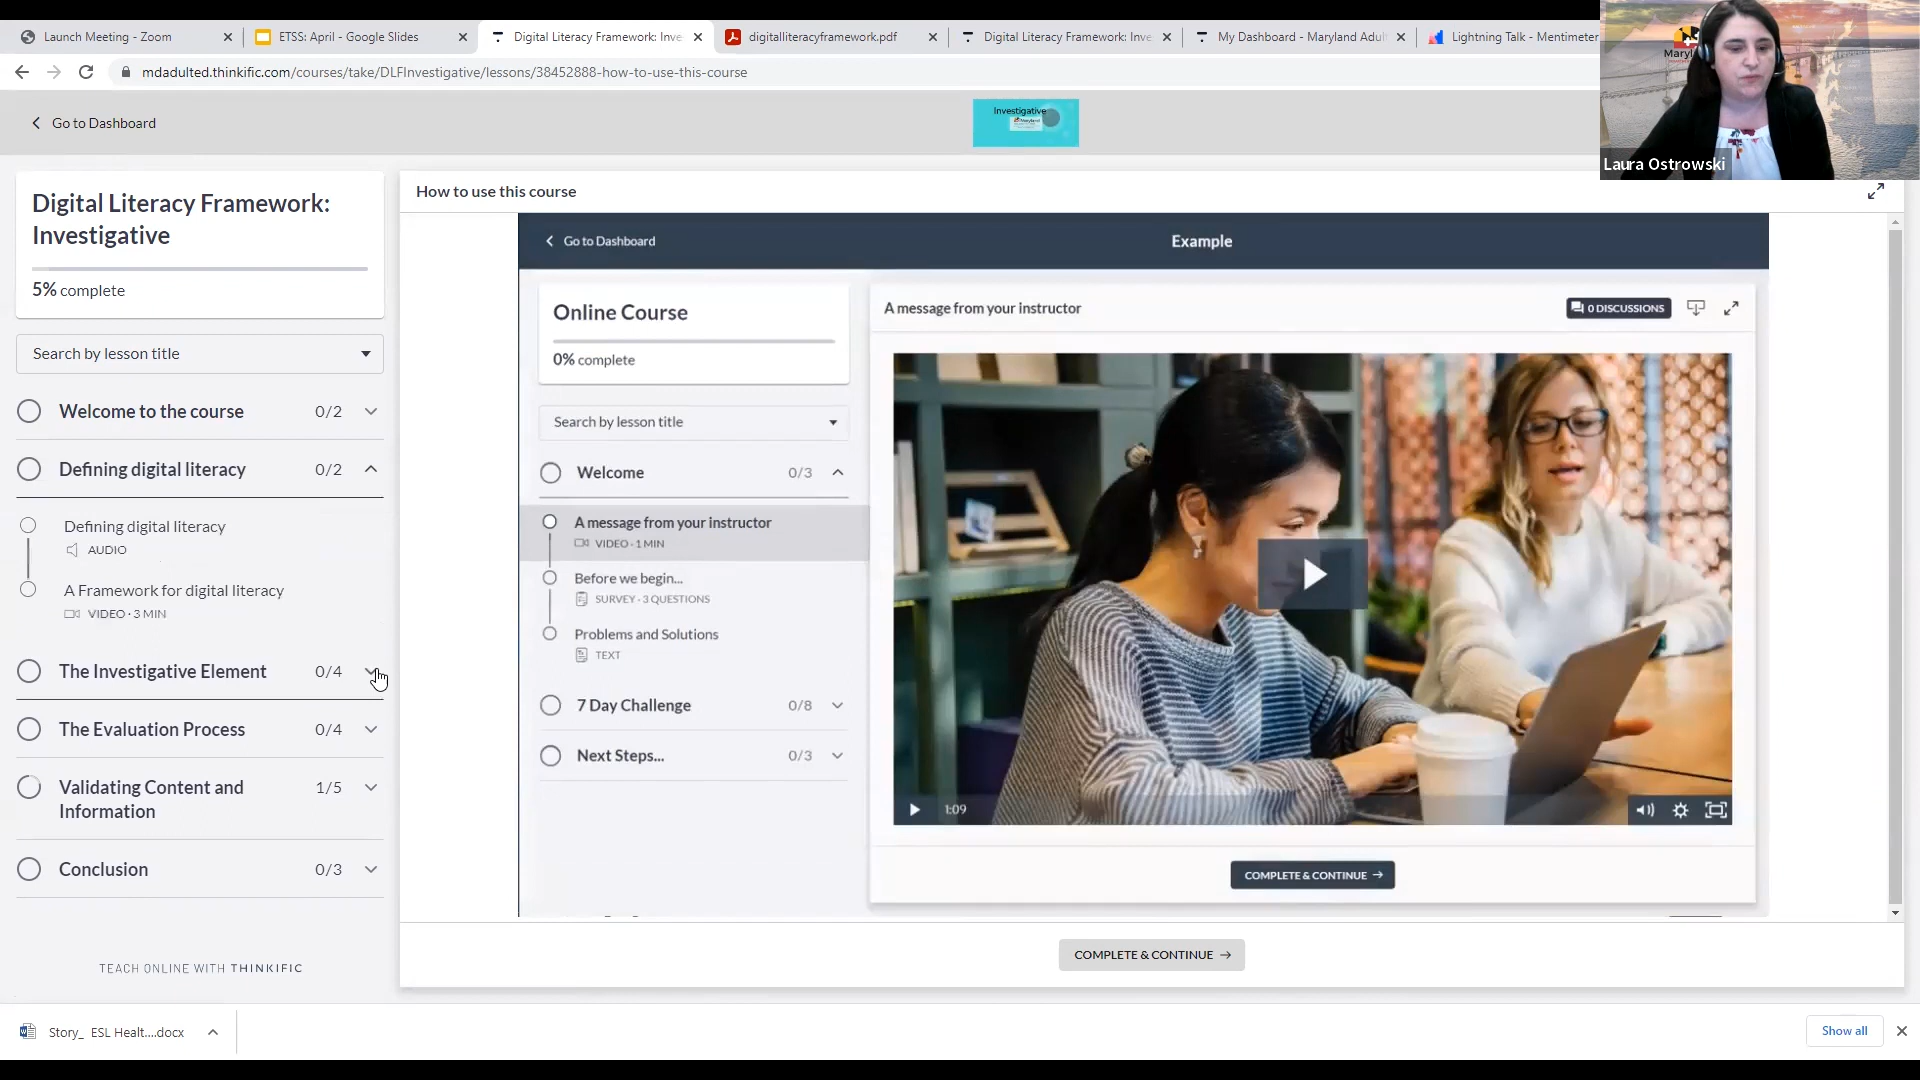 Launch Meeting - Zoom
ETSS: April - Google Slides
Digital Literacy Framework: Inve
digitalliteracyframework.pdf
Digital Literacy Framework: Inve
My Dashboard - Maryland Adul
Lightning Talk - Mentimeter
mdadulted.thinkific.com/courses/take/DLFInvestigative/lessons/38452888-how-to-use-this-course
Go to Dashboard
Investigative
Maryland
Laura Ostrowski
Digital Literacy Framework:
Investigative
5% complete
Search by lesson title
Welcome to the course 0/2
Defining digital literacy 0/2
Defining digital literacy
AUDIO
A Framework for digital literacy
VIDEO · 3 MIN
The Investigative Element 0/4
The Evaluation Process 0/4
Validating Content and
Information 1/5
Conclusion 0/3
TEACH ONLINE WITH THINKIFIC
How to use this course
Go to Dashboard
Example
Online Course
0% complete
Search by lesson title
Welcome 0/3
A message from your instructor
VIDEO · 1 MIN
Before we begin...
SURVEY · 3 QUESTIONS
Problems and Solutions
TEXT
7 Day Challenge 0/8
Next Steps... 0/3
A message from your instructor
0 DISCUSSIONS
1:09
COMPLETE & CONTINUE →
COMPLETE & CONTINUE →
Story_ ESL Healt....docx
Show all